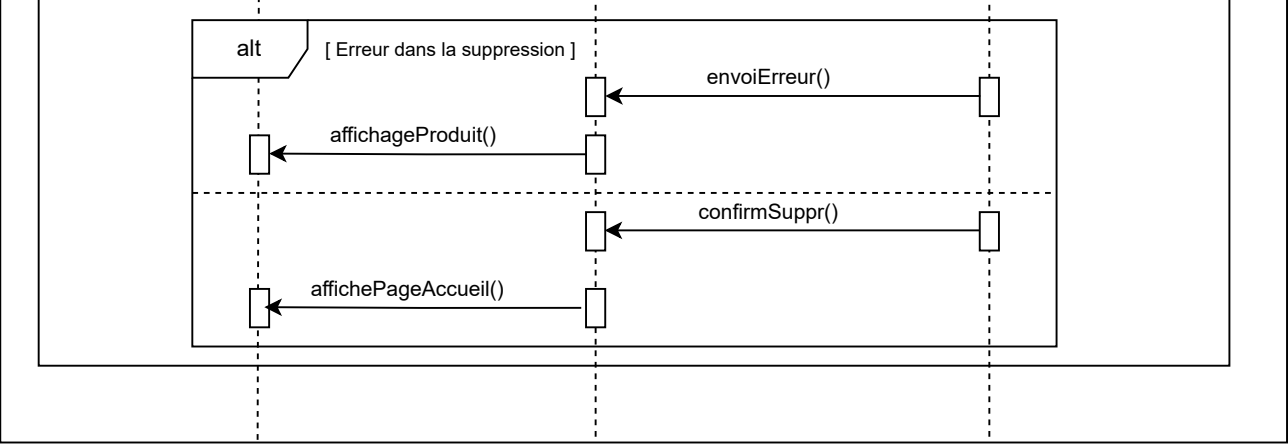 alt
[ Erreur dans la suppression ]
envoiErreur()
affichageProduit()
confirmSuppr()
affichePageAccueil()